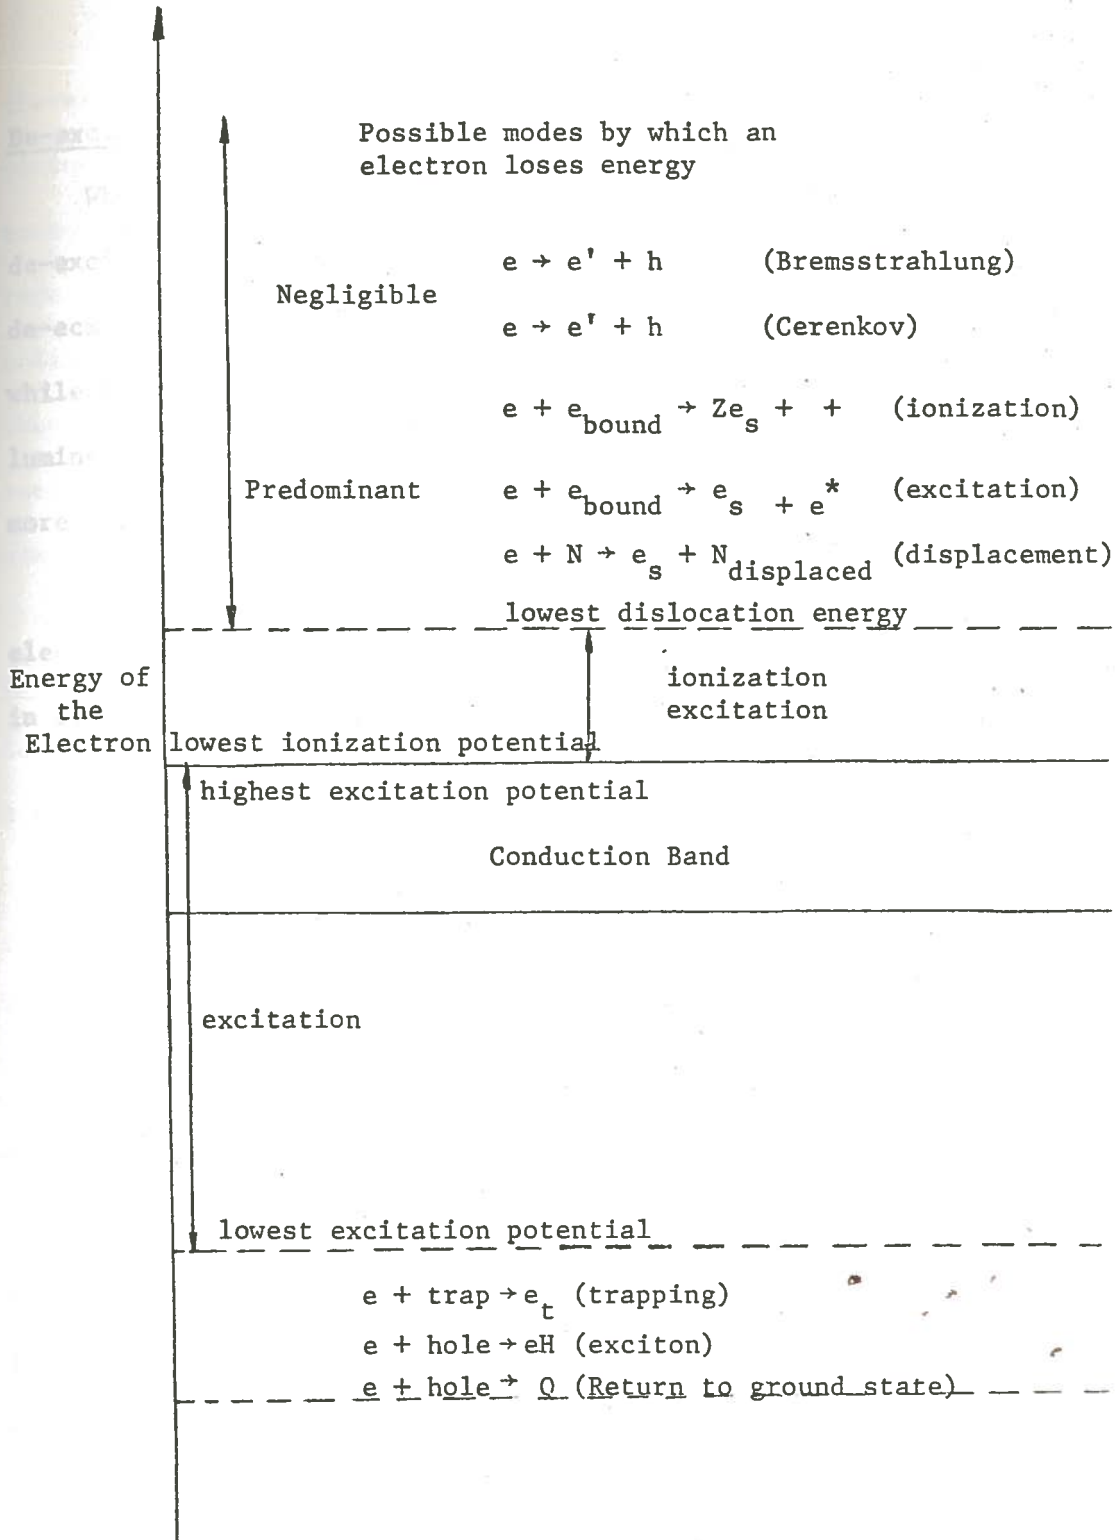 Possible modes by which an
electron loses energy
e → e' + h (Bremsstrahlung)
Negligible
e → e' + h (Cerenkov)
e + e_bound → Ze_s + + (ionization)
Predominant e + e_bound → e_s + e* (excitation)
e + N → e_s + N_displaced (displacement)
lowest dislocation energy
Energy of
the
Electron
ionization
excitation
lowest ionization potential
highest excitation potential
Conduction Band
excitation
lowest excitation potential
e + trap → e_t (trapping)
e + hole → eH (exciton)
e + hole → Q (Return to ground state)